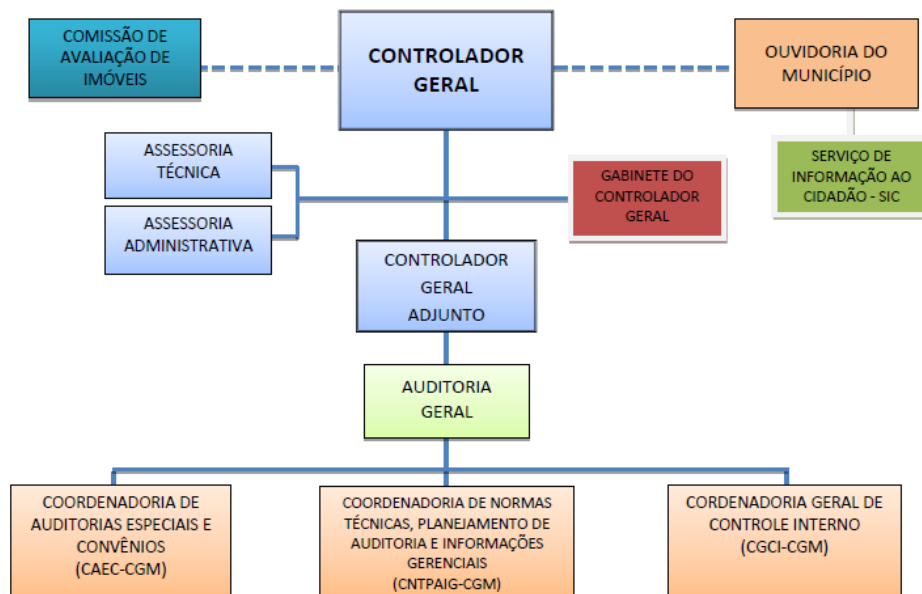 COMISSÃO DE
AVALIAÇÃO DE
IMÓVEIS
CONTROLADOR
GERAL
OUVIDORIA DO
MUNICÍPIO
ASSESSORIA
TÉCNICA
ASSESSORIA
ADMINISTRATIVA
GABINETE DO
CONTROLADOR
GERAL
SERVIÇO DE
INFORMAÇÃO AO
CIDADÃO - SIC
CONTROLADOR
GERAL
ADJUNTO
AUDITORIA
GERAL
COORDENADORIA DE
AUDITORIAS ESPECIAIS E
CONVÊNIOS
(CAEC-CGM)
COORDENADORIA DE NORMAS
TÉCNICAS, PLANEJAMENTO DE
AUDITORIA E INFORMAÇÕES
GERENCIAIS
(CNTPAIG-CGM)
CORDENADORIA GERAL DE
CONTROLE INTERNO
(CGCI-CGM)